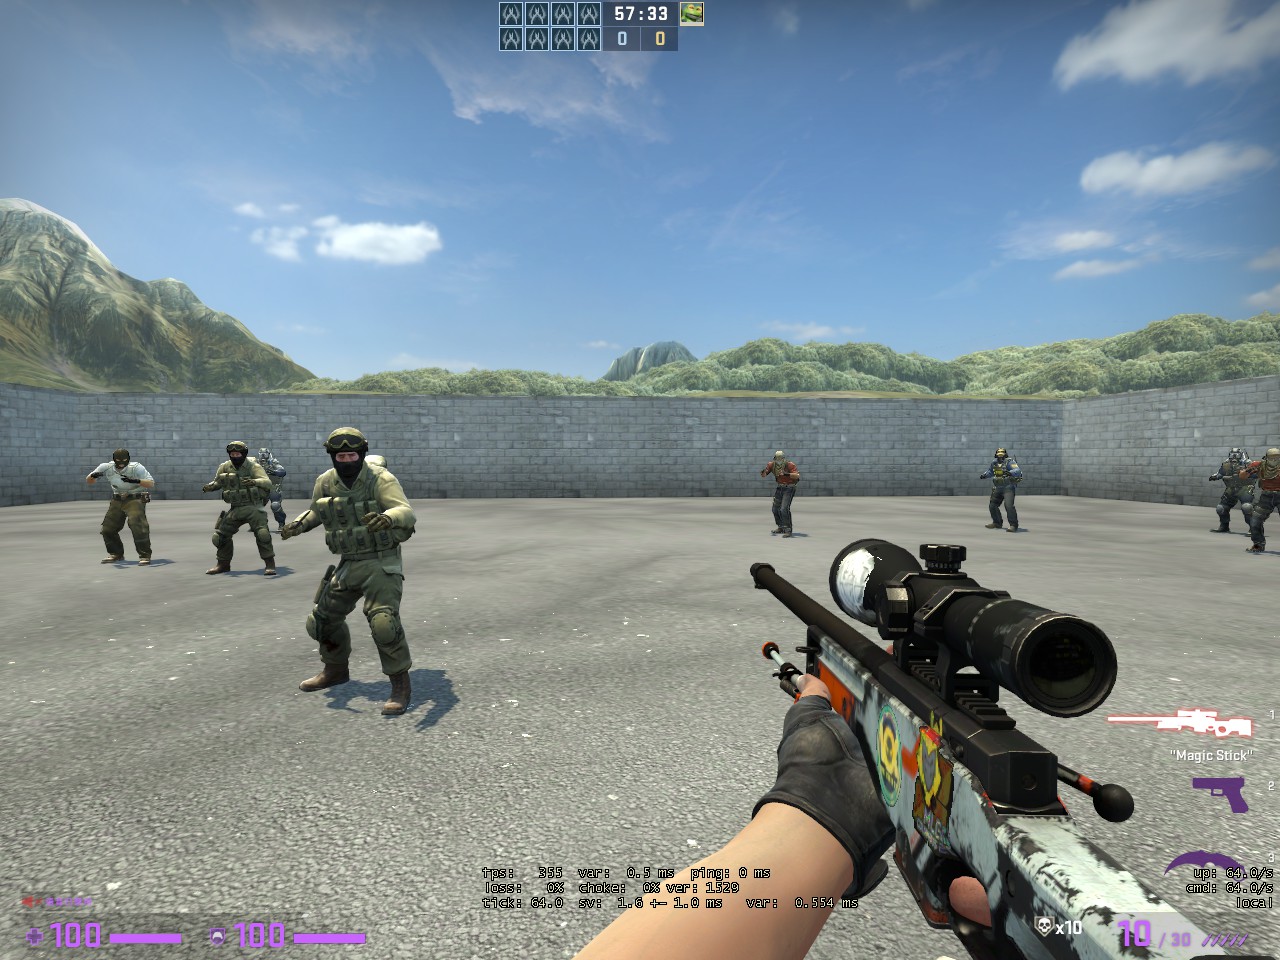 57:33
0 0
1
"Magic Stick"
2
3
fps: 355 var: 0.5 ms ping: 0 ms
loss: 0% choke: 0% ver: 1529
tick: 64.0 sv: 1.6 +- 1.0 ms var: 0.554 ms
up: 64.0/s
cmd: 64.0/s
local
x10
100 100 10 / 30